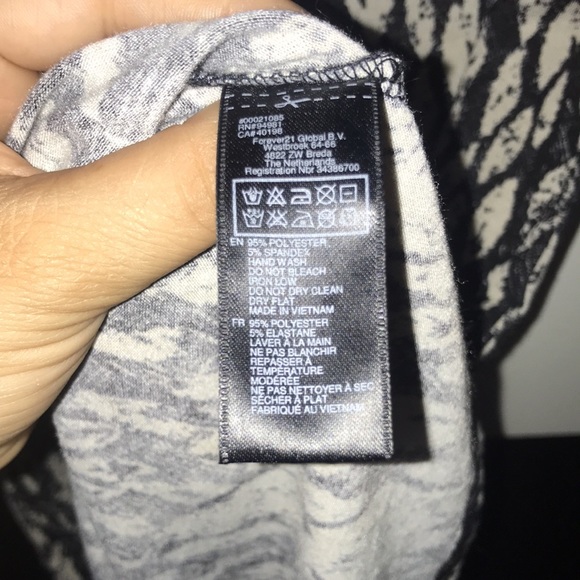 #00021085
RN#94981
CA#40198
Forever21 Global B.V.
Westbroek 64-66
4822 ZW Breda
The Netherlands
Registration Nbr 34386700
EN 95% POLYESTER
5% SPANDEX
HAND WASH
DO NOT BLEACH
IRON LOW
DO NOT DRY CLEAN
DRY FLAT
MADE IN VIETNAM
FR 95% POLYESTER
5% ELASTANE
LAVER À LA MAIN
NE PAS BLANCHIR
REPASSER À
TEMPÉRATURE
MODÉRÉE
NE PAS NETTOYER À SEC
SÉCHER À PLAT
FABRIQUÉ AU VIETNAM